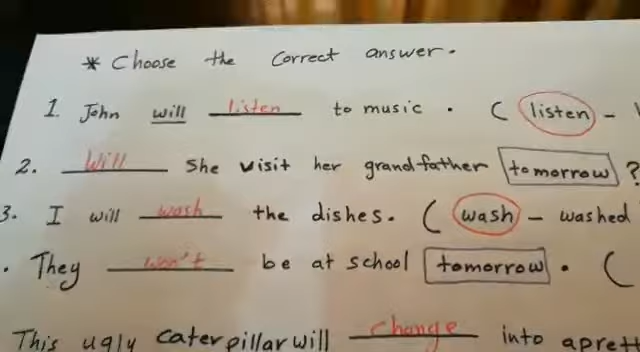 * Choose the correct answer.
1. John will listen to music. ( listen -
2. Will she visit her grandfather tomorrow ?
3. I will wash the dishes. ( wash - washed
. They won't be at school tomorrow. (
This ugly caterpillar will change into a prett